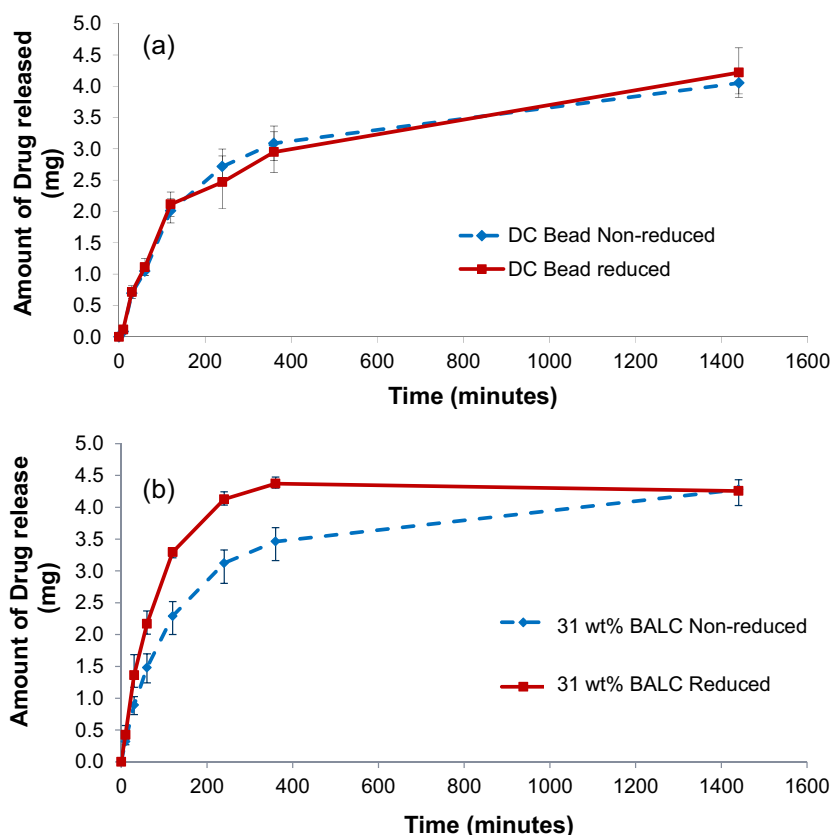 (a)
Amount of Drug released
(mg)
5.0
4.5
4.0
3.5
3.0
2.5
2.0
1.5
1.0
0.5
0.0
DC Bead Non-reduced
DC Bead reduced
0 200 400 600 800 1000 1200 1400 1600
Time (minutes)
(b)
Amount of Drug release
(mg)
5.0
4.5
4.0
3.5
3.0
2.5
2.0
1.5
1.0
0.5
0.0
31 wt% BALC Non-reduced
31 wt% BALC Reduced
0 200 400 600 800 1000 1200 1400 1600
Time (minutes)